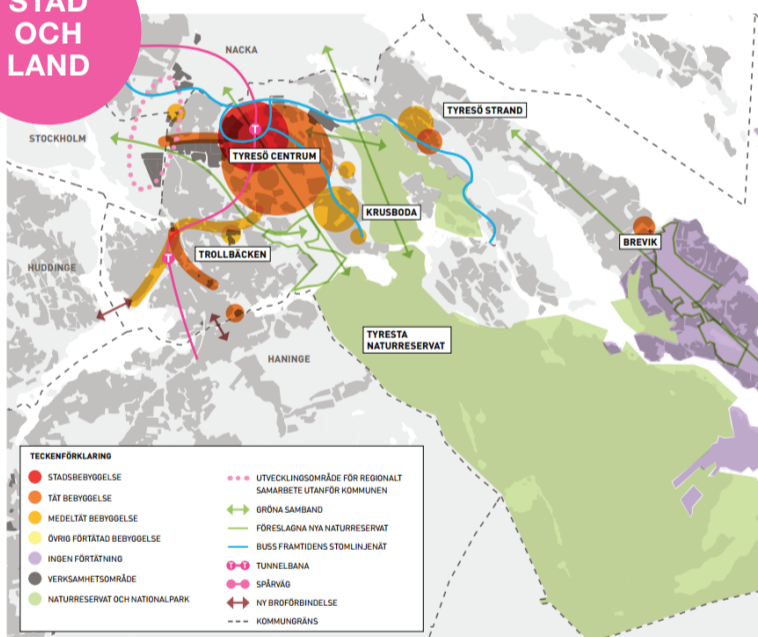 STAD
OCH
LAND
NACKA
STOCKHOLM
TYRESÖ STRAND
T
TYRESÖ CENTRUM
KRUSBODA
BREVIK
TROLLBÄCKEN
T
HUDDINGE
TYRESTA
NATURRESERVAT
HANINGE
TECKENFÖRKLARING
STADSBEBYGGELSE
TÄT BEBYGGELSE
MEDELTÄT BEBYGGELSE
ÖVRIG FÖRTÄTAD BEBYGGELSE
INGEN FÖRTÄTNING
VERKSAMHETSOMRÅDE
NATURRESERVAT OCH NATIONALPARK
UTVECKLINGSOMRÅDE FÖR REGIONALT
SAMARBETE UTANFÖR KOMMUNEN
GRÖNA SAMBAND
FÖRESLAGNA NYA NATURRESERVAT
BUSS FRAMTIDENS STOMLINJENÄT
T T TUNNELBANA
SPÅRVÄG
NY BROFÖRBINDELSE
KOMMUNGRÄNS